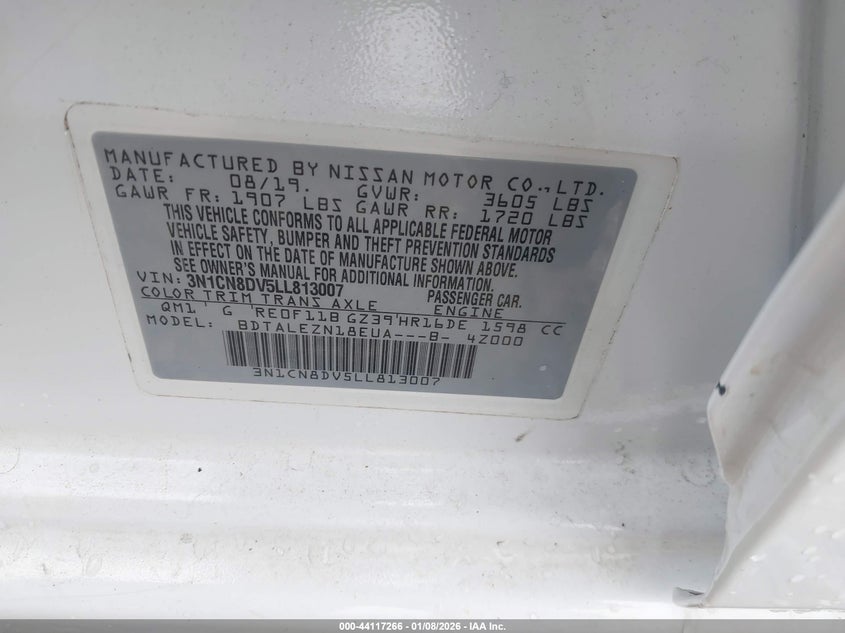 MANUFACTURED BY NISSAN MOTOR CO., LTD.
DATE: 08/19. GVWR: 3605 LBS
GAWR FR: 1907 LBS GAWR RR: 1720 LBS
THIS VEHICLE CONFORMS TO ALL APPLICABLE FEDERAL MOTOR
VEHICLE SAFETY, BUMPER AND THEFT PREVENTION STANDARDS
IN EFFECT ON THE DATE OF MANUFACTURE SHOWN ABOVE.
SEE OWNER'S MANUAL FOR ADDITIONAL INFORMATION.
VIN: 3N1CN8DV5LL813007 PASSENGER CAR.
COLOR TRIM TRANS AXLE ENGINE
QM1 G RE0F11B GZ39 HR16DE 1598 CC
MODEL: BDTALEZN18EUA---B- 4Z000
3N1CN8DV5LL813007
000-44117266 - 01/08/2026 - IAA Inc.